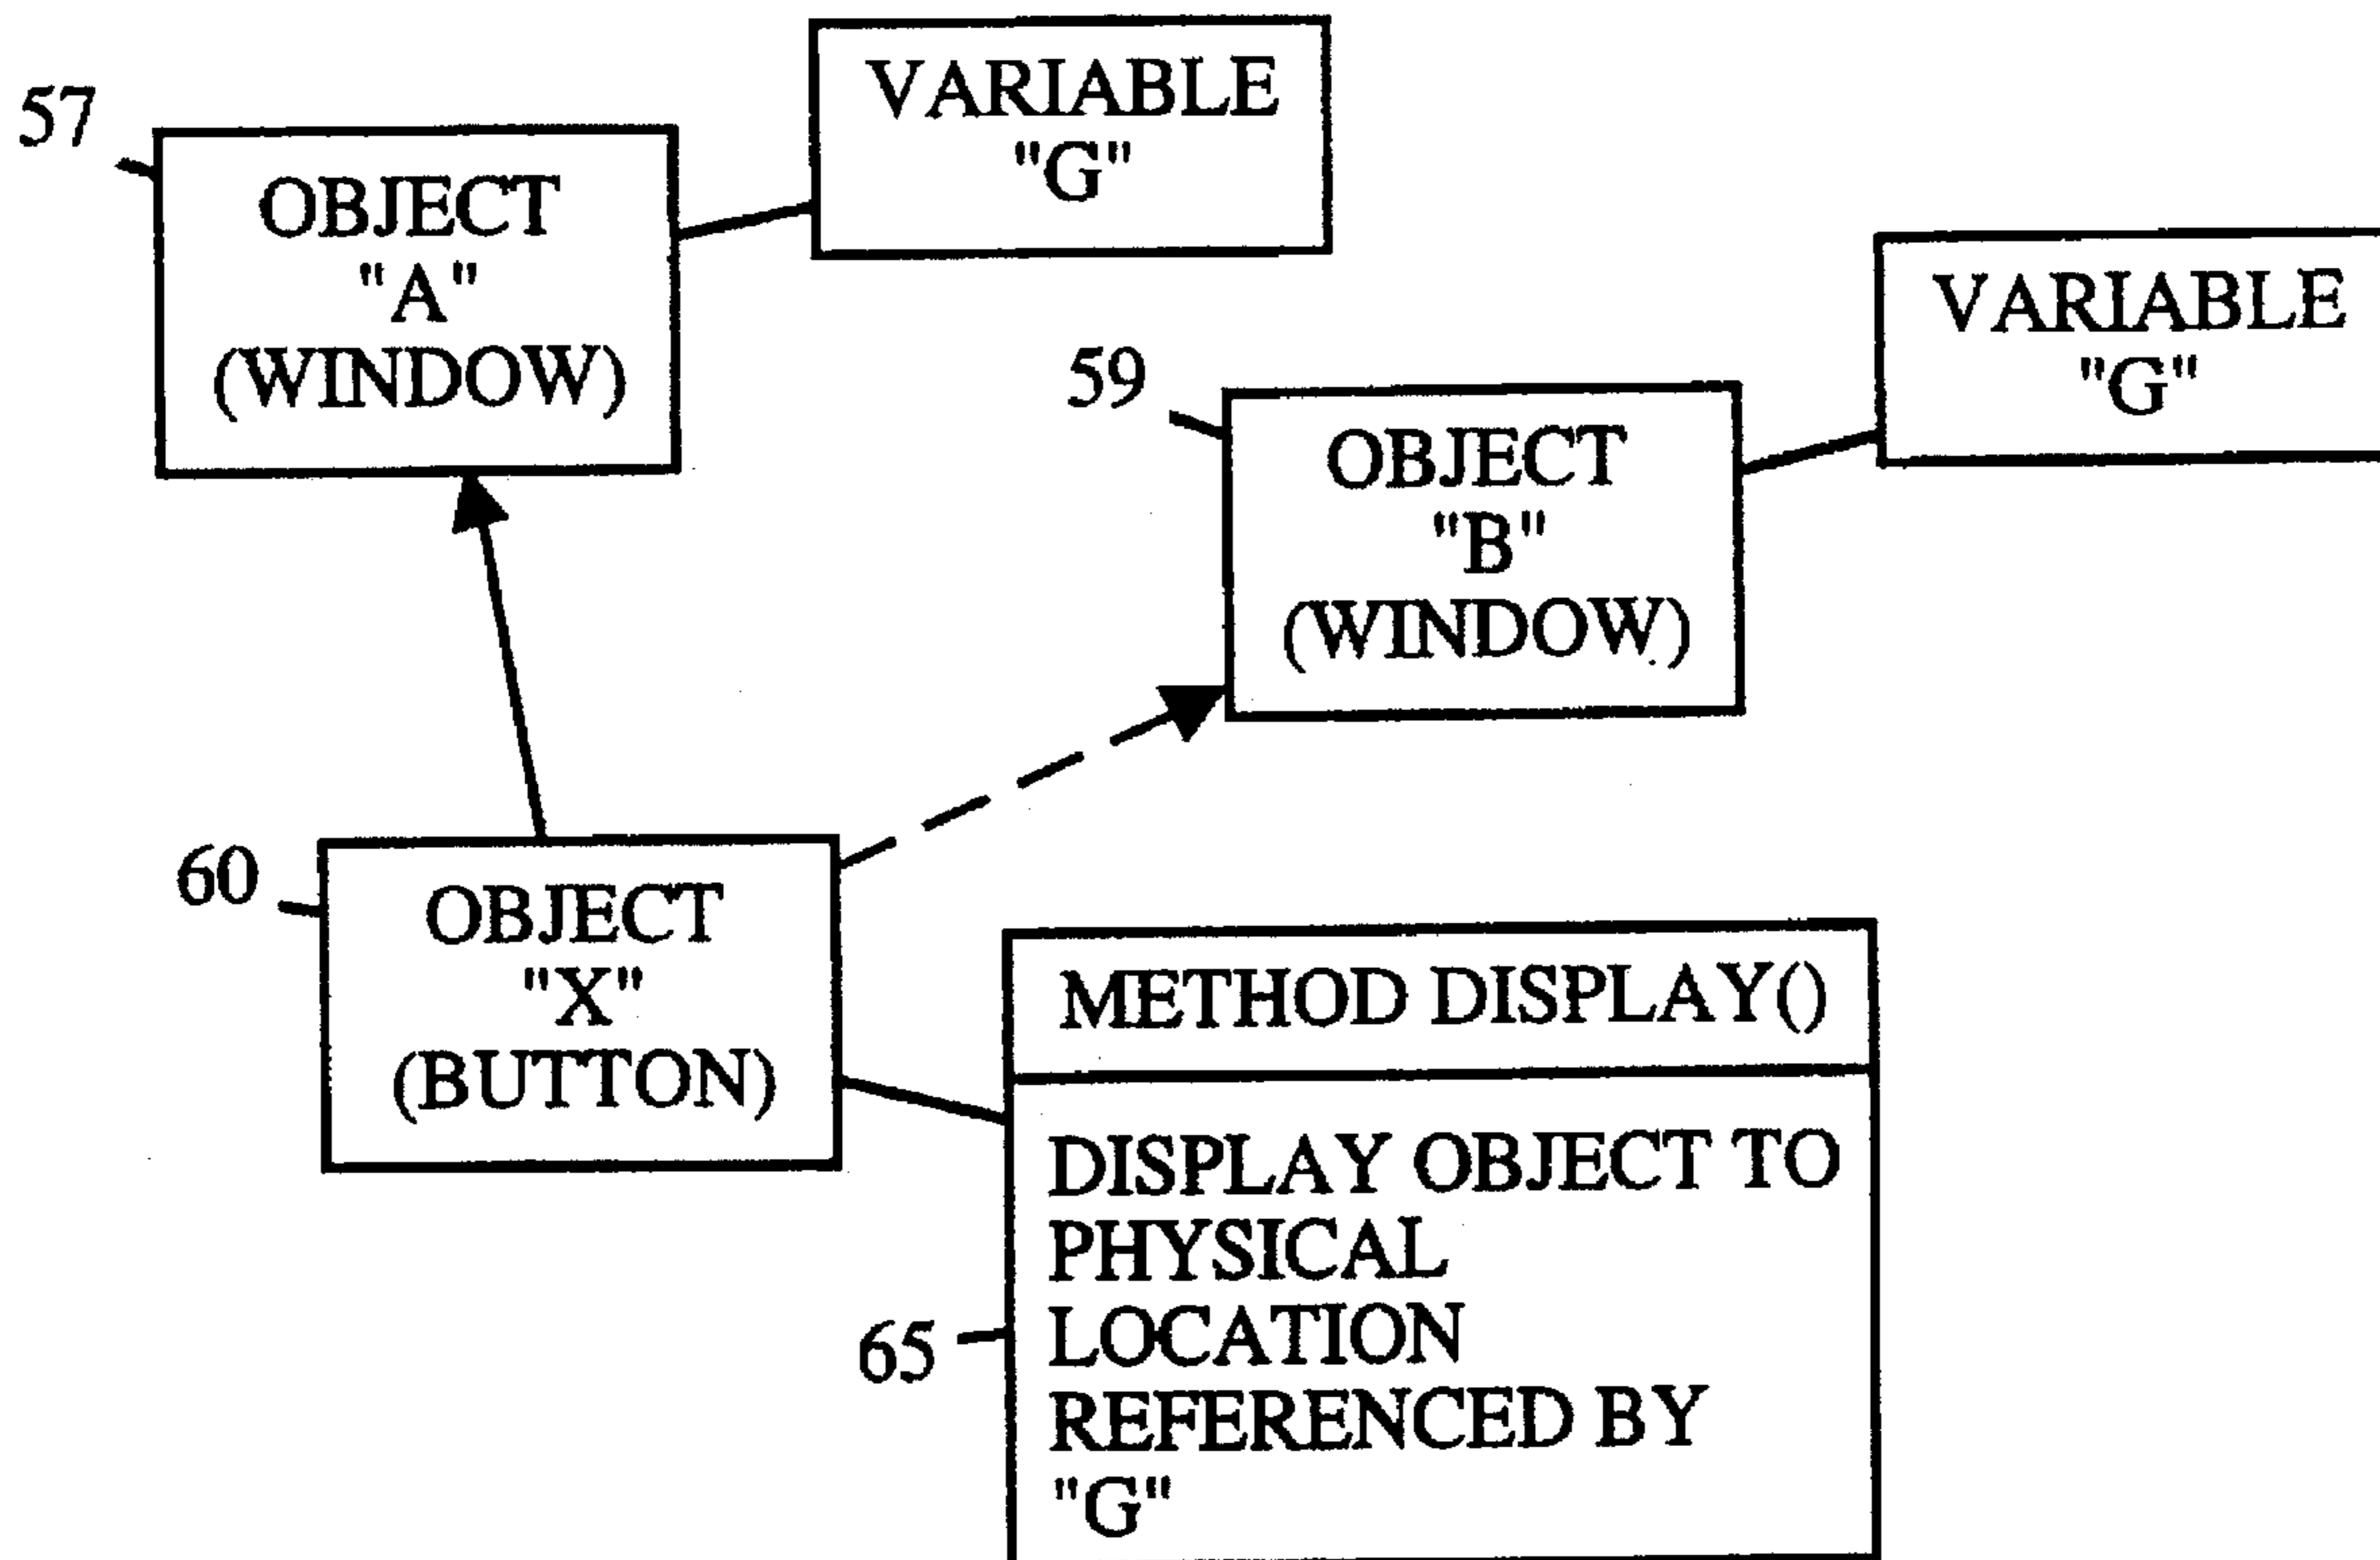 VARIABLE
"G"
57
OBJECT
"A"
(WINDOW)
VARIABLE
"G"
59
OBJECT
"B"
(WINDOW)
60
OBJECT
"X"
(BUTTON)
METHOD DISPLAY()
DISPLAY OBJECT TO
PHYSICAL
LOCATION
REFERENCED BY
"G"
65